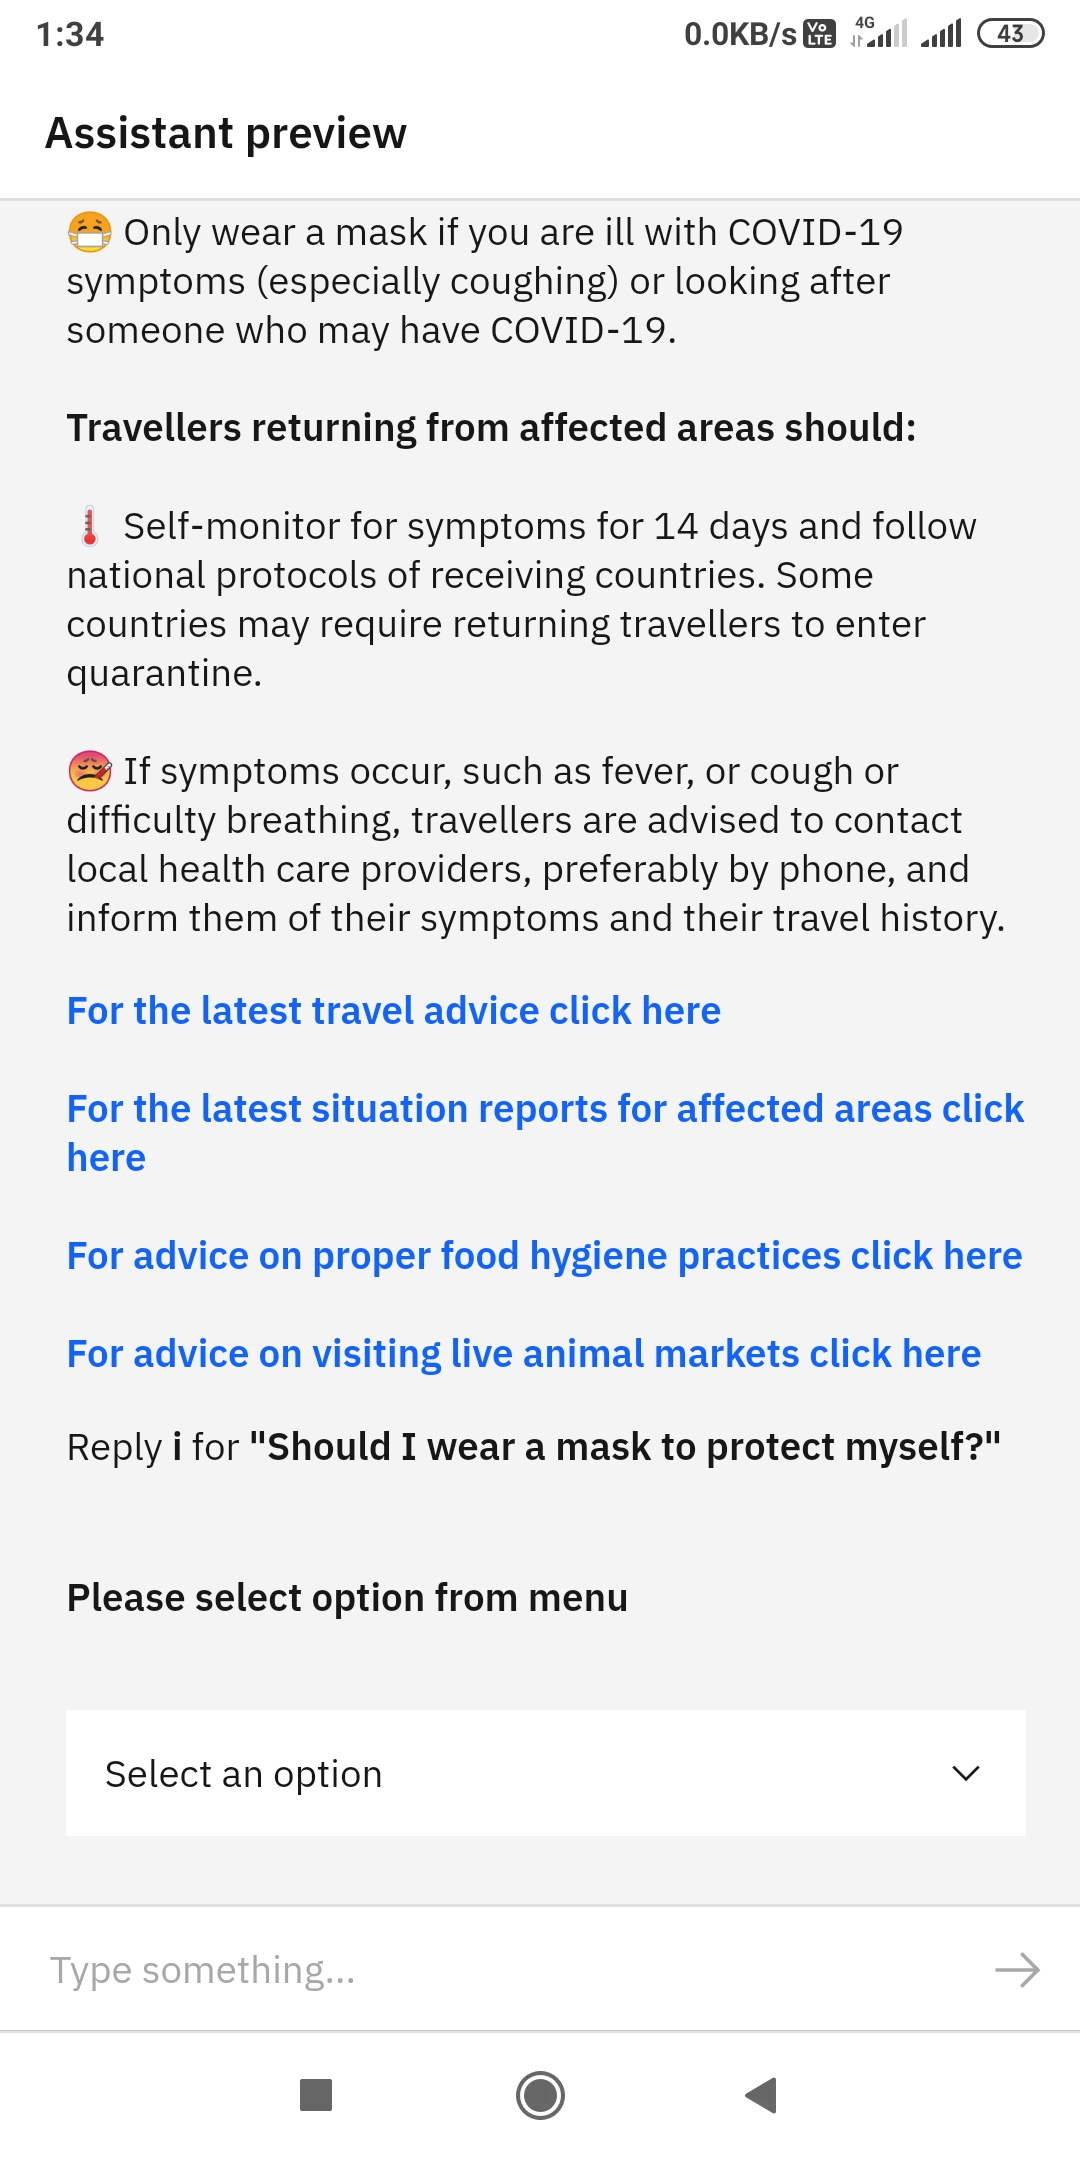 1:34
0.0KB/s Vo LTE 4G 43
Assistant preview
😷 Only wear a mask if you are ill with COVID-19
symptoms (especially coughing) or looking after
someone who may have COVID-19.
Travellers returning from affected areas should:
🌡️ Self-monitor for symptoms for 14 days and follow
national protocols of receiving countries. Some
countries may require returning travellers to enter
quarantine.
🤒 If symptoms occur, such as fever, or cough or
difficulty breathing, travellers are advised to contact
local health care providers, preferably by phone, and
inform them of their symptoms and their travel history.
For the latest travel advice click here
For the latest situation reports for affected areas click
here
For advice on proper food hygiene practices click here
For advice on visiting live animal markets click here
Reply i for "Should I wear a mask to protect myself?"
Please select option from menu
Select an option
Type something...